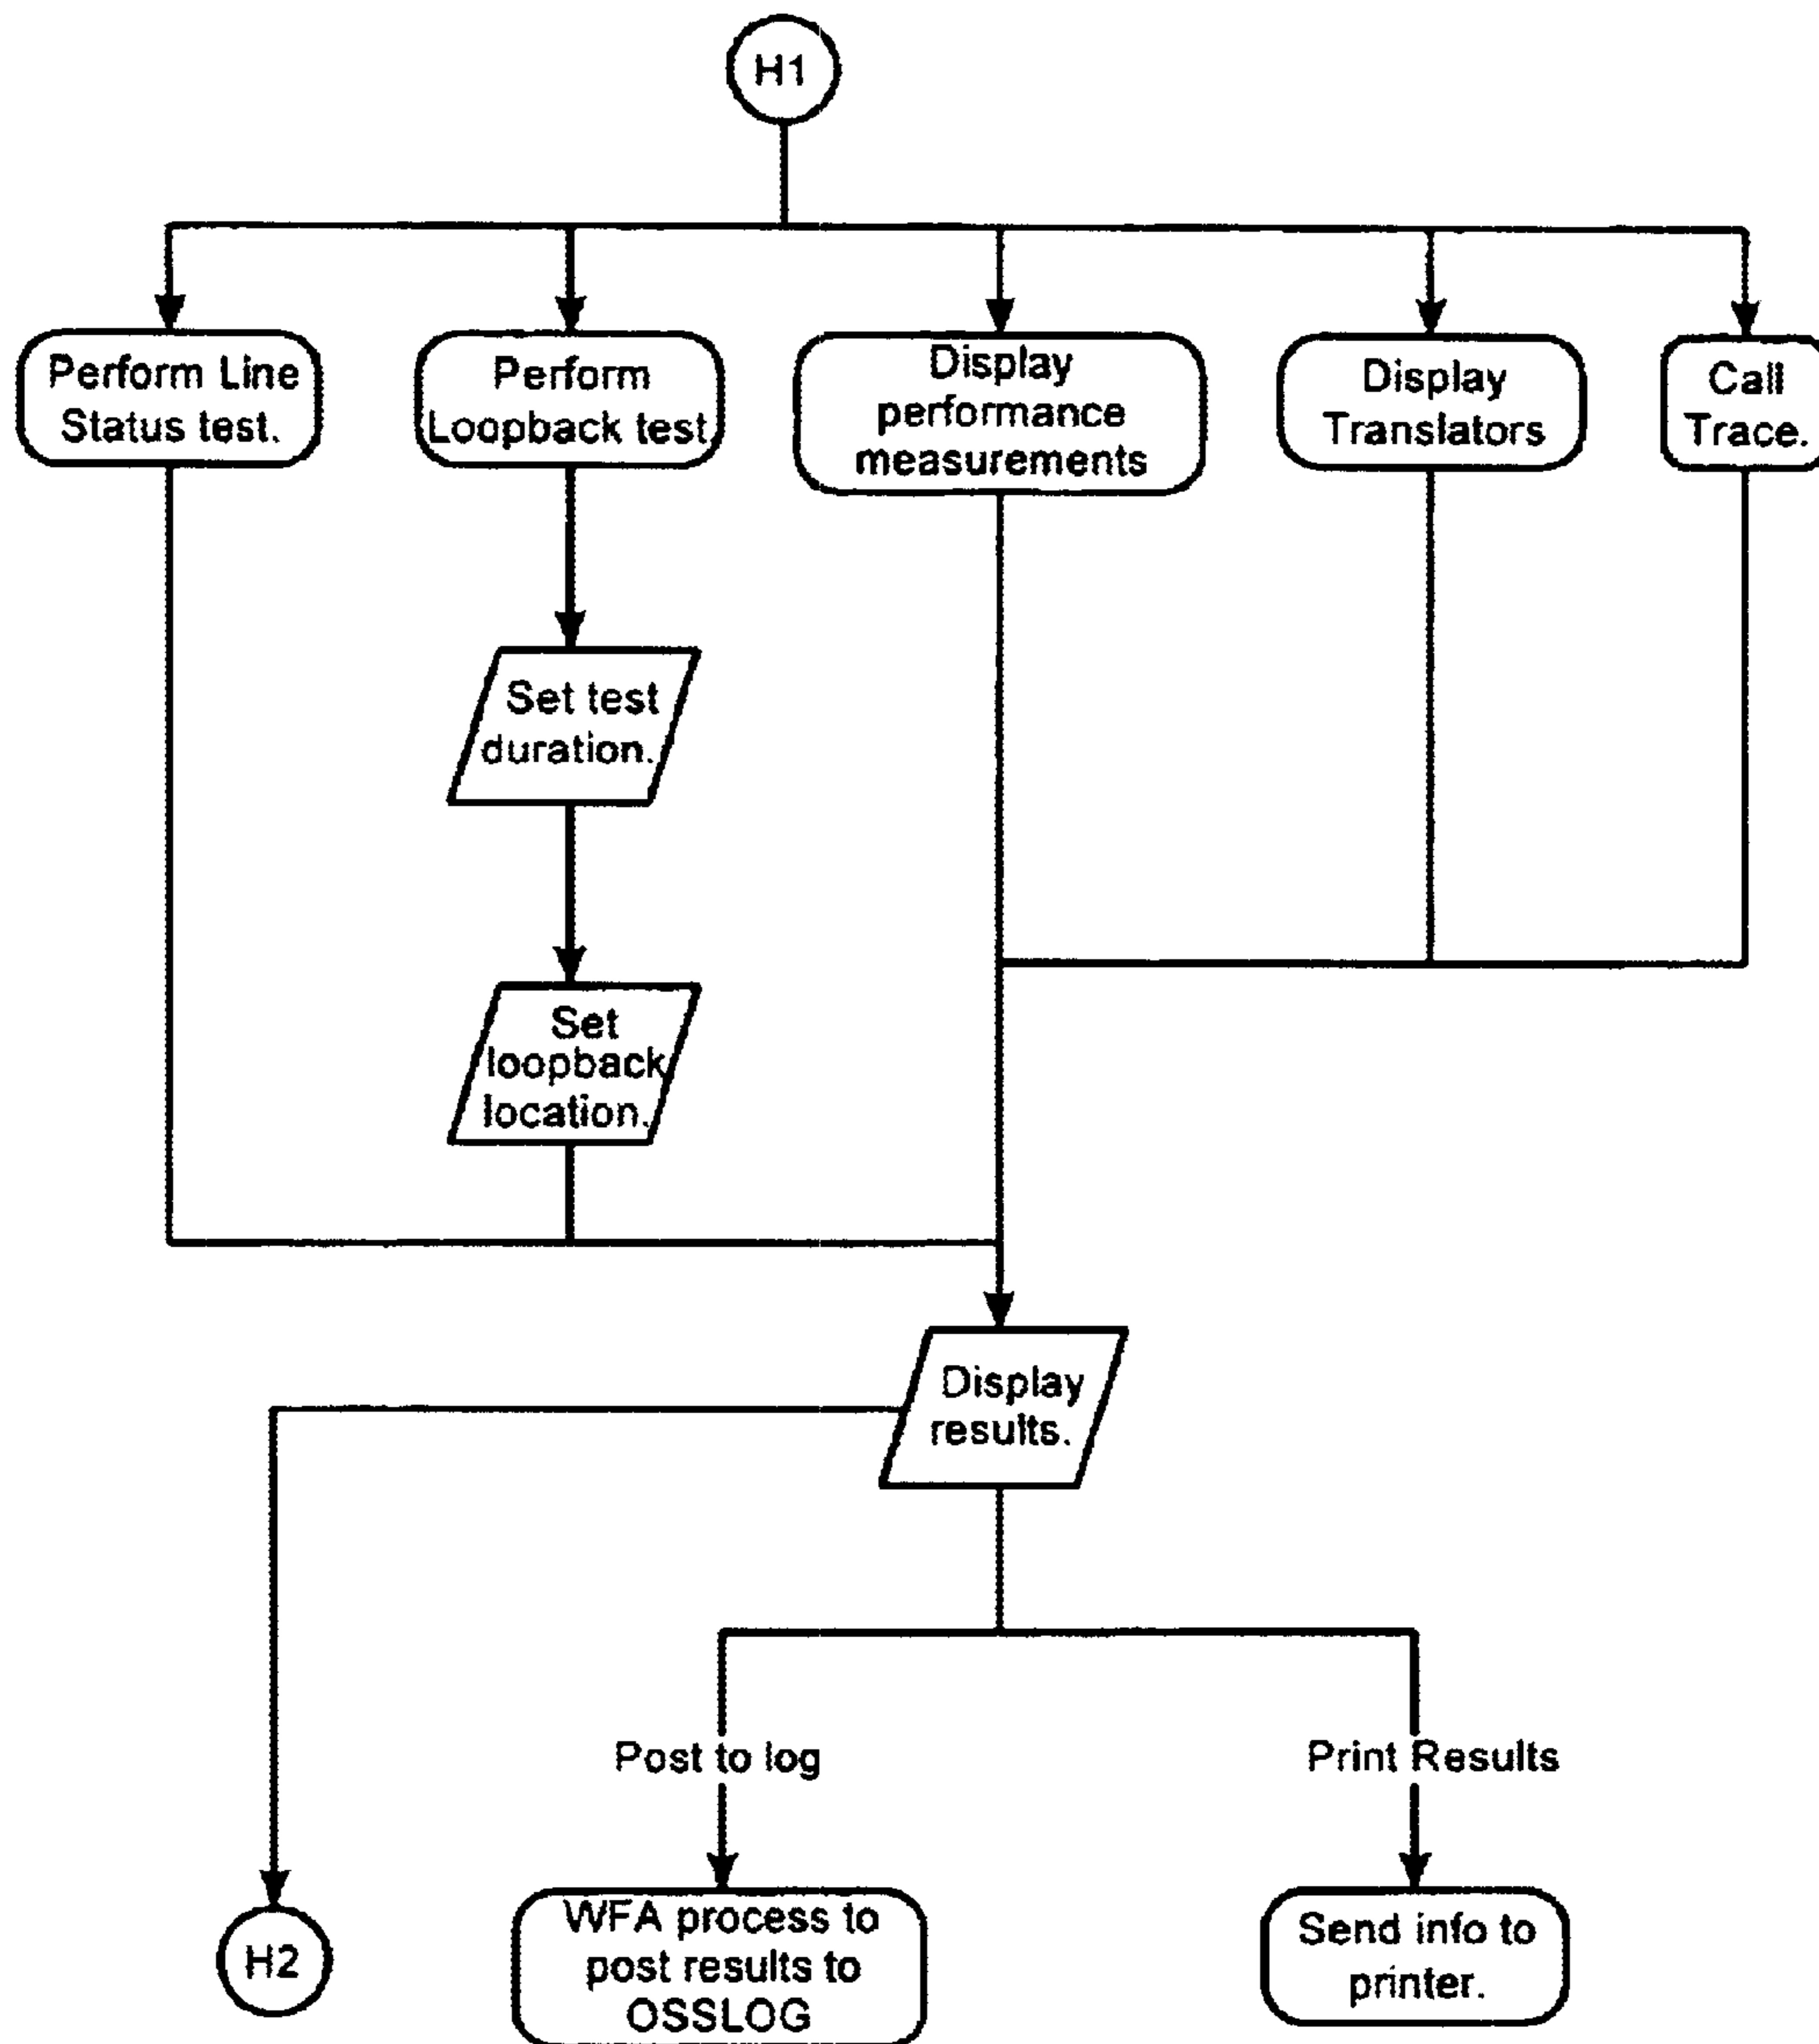 H1
Perform Line
Status test.
Perform
Loopback test.
Display
performance
measurements
Display
Translators
Call
Trace.
Set test
duration.
Set
loopback
location.
Display
results.
Post to log
Print Results
H2
WFA process to
post results to
OSSLOG
Send info to
printer.